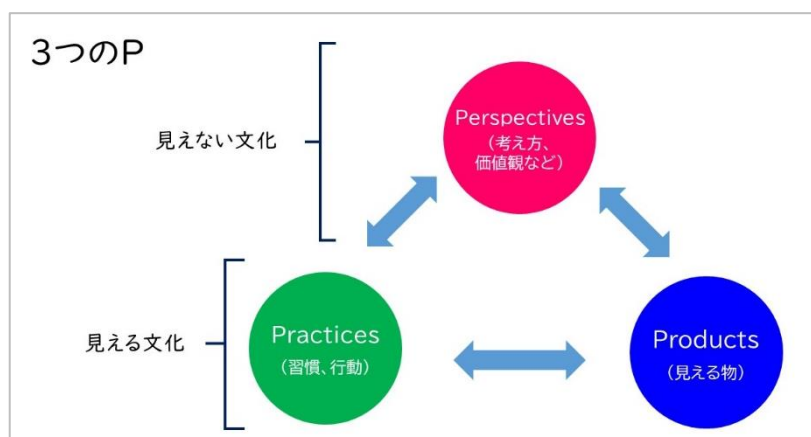 3つのP
見えない文化
Perspectives
（考え方、
価値観など）
見える文化
Practices
（習慣、行動）
Products
（見える物）